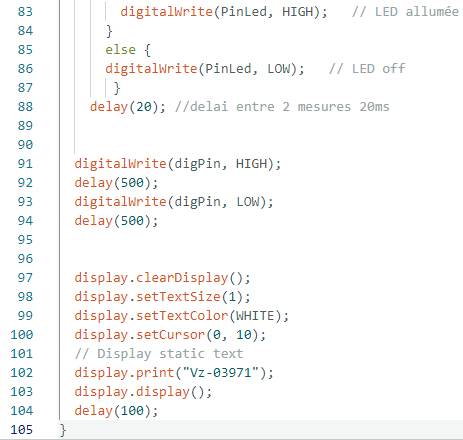 83 digitalWrite(PinLed, HIGH);   // LED allumée
84 }
85 else {
86 digitalWrite(PinLed, LOW);   // LED off
87 }
88 delay(20); //delai entre 2 mesures 20ms
89
90
91 digitalWrite(digPin, HIGH);
92 delay(500);
93 digitalWrite(digPin, LOW);
94 delay(500);
95
96
97 display.clearDisplay();
98 display.setTextSize(1);
99 display.setTextColor(WHITE);
100 display.setCursor(0, 10);
101 // Display static text
102 display.print("Vz-03971");
103 display.display();
104 delay(100);
105 }